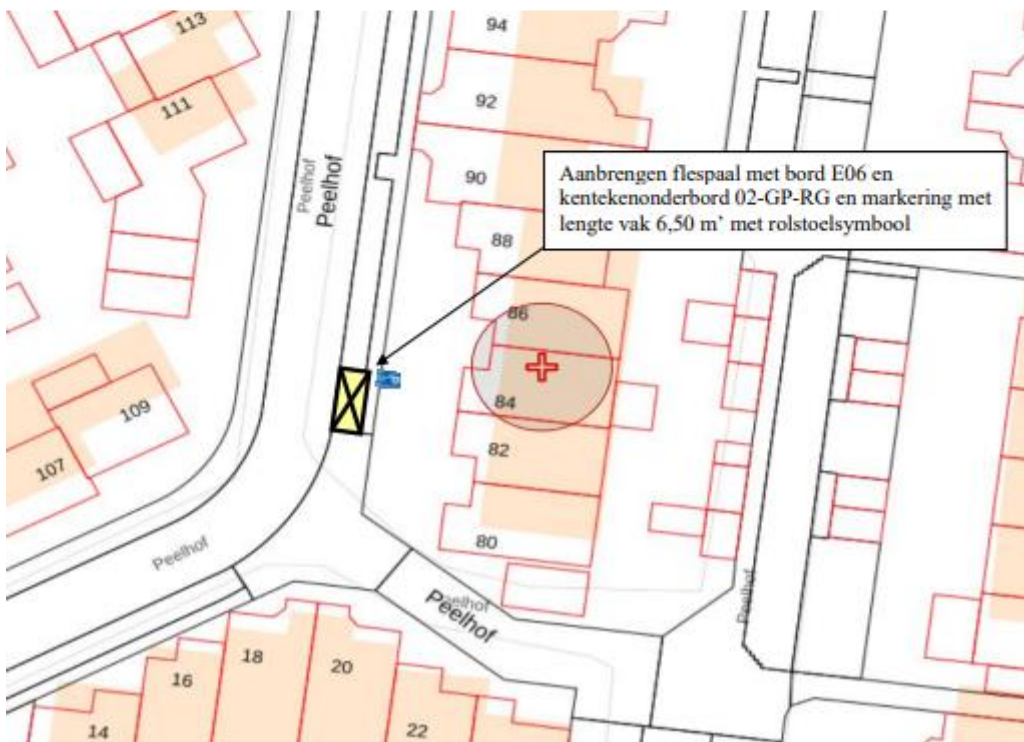 113
111
94
92
90
88
86
84
82
80
109
107
Peelhof
Peelhof
Aanbrengen flespaal met bord E06 en
kentekenonderbord 02-GP-RG en markering met
lengte vak 6,50 m’ met rolstoelsymbool
Peelhof
Peelhof
Peelhof
Peelhof
14
16
18
20
22